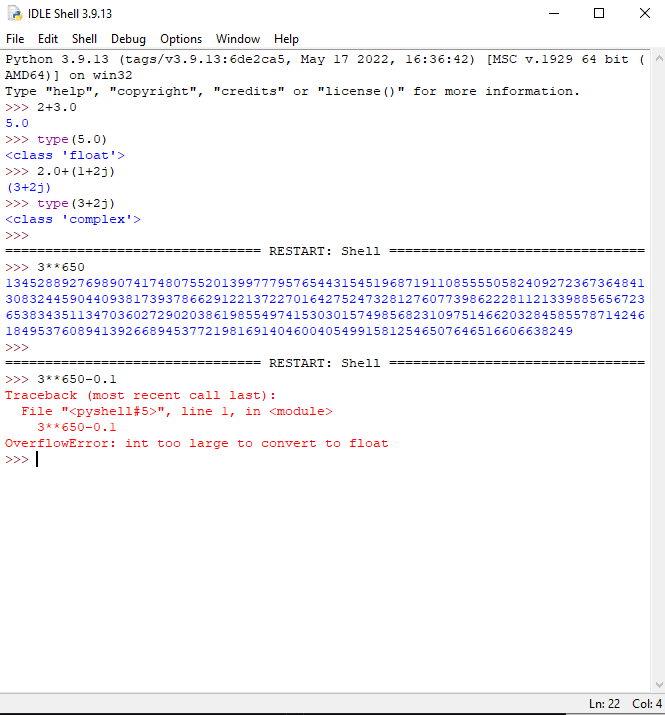 IDLE Shell 3.9.13
File Edit Shell Debug Options Window Help
Python 3.9.13 (tags/v3.9.13:6de2ca5, May 17 2022, 16:36:42) [MSC v.1929 64 bit (
AMD64)] on win32
Type "help", "copyright", "credits" or "license()" for more information.
>>> 2+3.0
5.0
>>> type(5.0)
<class 'float'>
>>> 2.0+(1+2j)
(3+2j)
>>> type(3+2j)
<class 'complex'>
>>>
================================ RESTART: Shell ================================
>>> 3**650
13452889276989074174807552013997779576544315451968719110855550582409272367364841
30832445904409381739378662912213722701642752473281276077398622281121339885656723
65383435113470360272902038619855497415303015749856823109751466203284585578714246
1849537608941392668945377219816914046004054991581254650764651660663824​9
>>>
================================ RESTART: Shell ================================
>>> 3**650-0.1
Traceback (most recent call last):
  File "<pyshell#5>", line 1, in <module>
    3**650-0.1
OverflowError: int too large to convert to float
>>>
Ln: 22 Col: 4